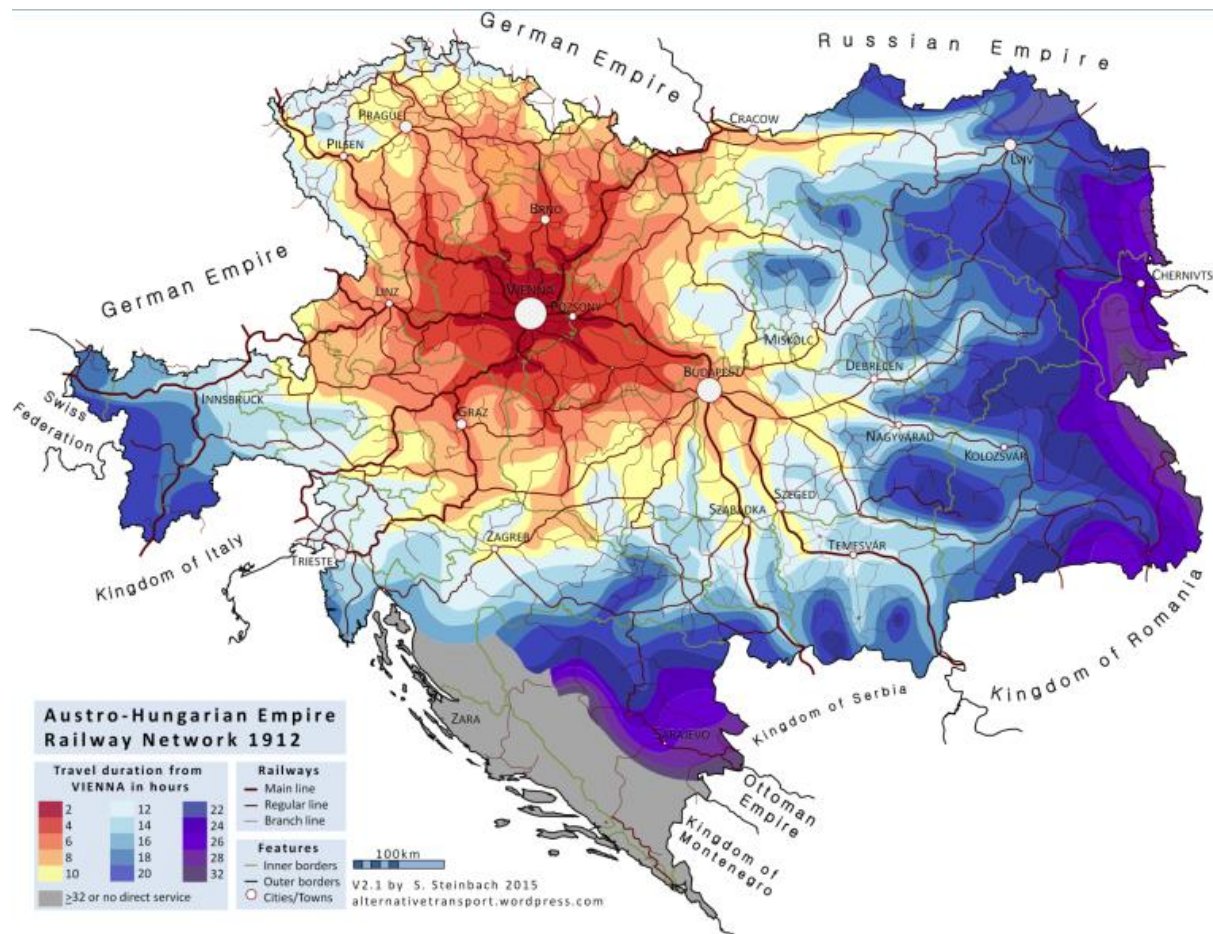 German Empire
Russian Empire
German Empire
PRAGUE
CRACOW
PILSEN
LVIV
BRNO
German Empire
CHERNIVTS
LINZ
VIENNA
POZSONY
MISKOLC
DEBRECEN
BUDAPEST
INNSBRUCK
Swiss
Federation
GRAZ
NAGYVÁRAD
KOLOZSVÁR
SZEGED
SZABADKA
ZAGREB
TEMESVÁR
TRIESTE
Kingdom of Italy
Kingdom of Romania
Kingdom of Serbia
ZARA
SARAJEVO
Ottoman
Empire
Kingdom of
Montenegro
Austro-Hungarian Empire
Railway Network 1912
Travel duration from
VIENNA in hours
2
4
6
8
10
12
14
16
18
20
22
24
26
28
32
≥32 or no direct service
Railways
Main line
Regular line
Branch line
Features
Inner borders
Outer borders
Cities/Towns
100km
V2.1 by S. Steinbach 2015
alternativetransport.wordpress.com